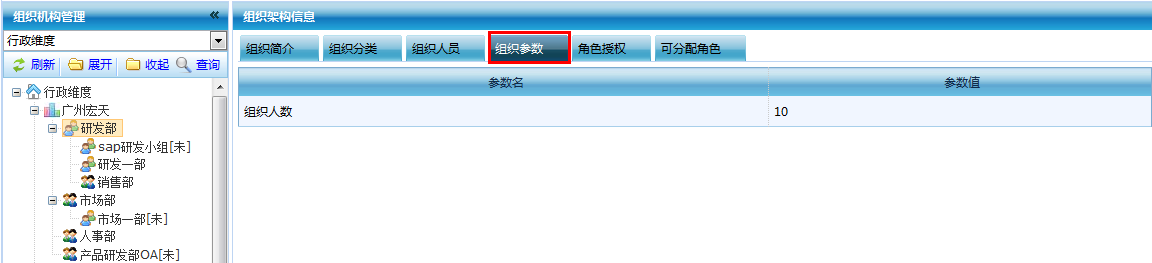 组织机构管理
行政维度
刷新 展开 收起 查询
行政维度
广州宏天
研发部
sap研发小组[未]
研发一部
销售部
市场部
市场一部[未]
人事部
产品研发部OA[未]
组织架构信息
组织简介 组织分类 组织人员 组织参数 角色授权 可分配角色
参数名 参数值
组织人数 10